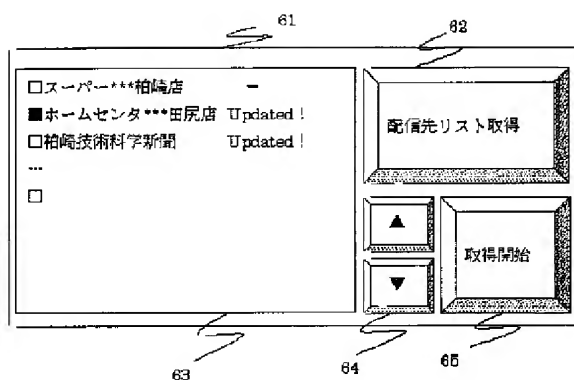 61
62
□スーパー***柏崎店 －
■ホームセンタ***田尻店 Updated !
□柏崎技術科学新聞 Updated !
...
□
配信先リスト取得
▲
▼
取得開始
63
64
65